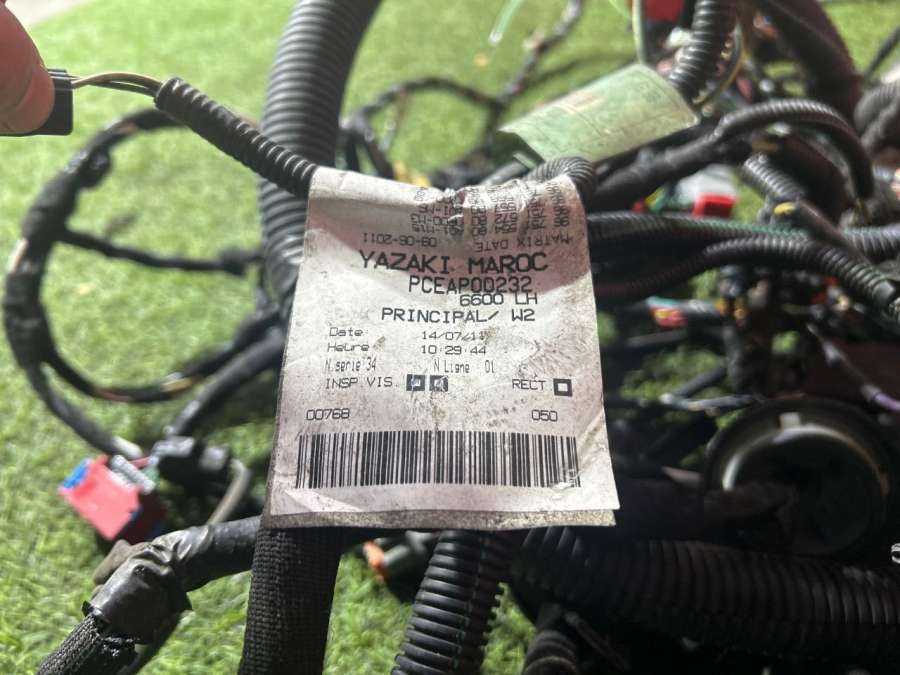 MATRIX DATE 09-06-2011
YAZAKI MAROC
PCEAP00232
6600 LH
PRINCIPAL/ W2
Date: 14/07/11
Heure: 10:29:44
N.serie:34 N Ligne : 01
INSP.VIS. RECT
00768 050